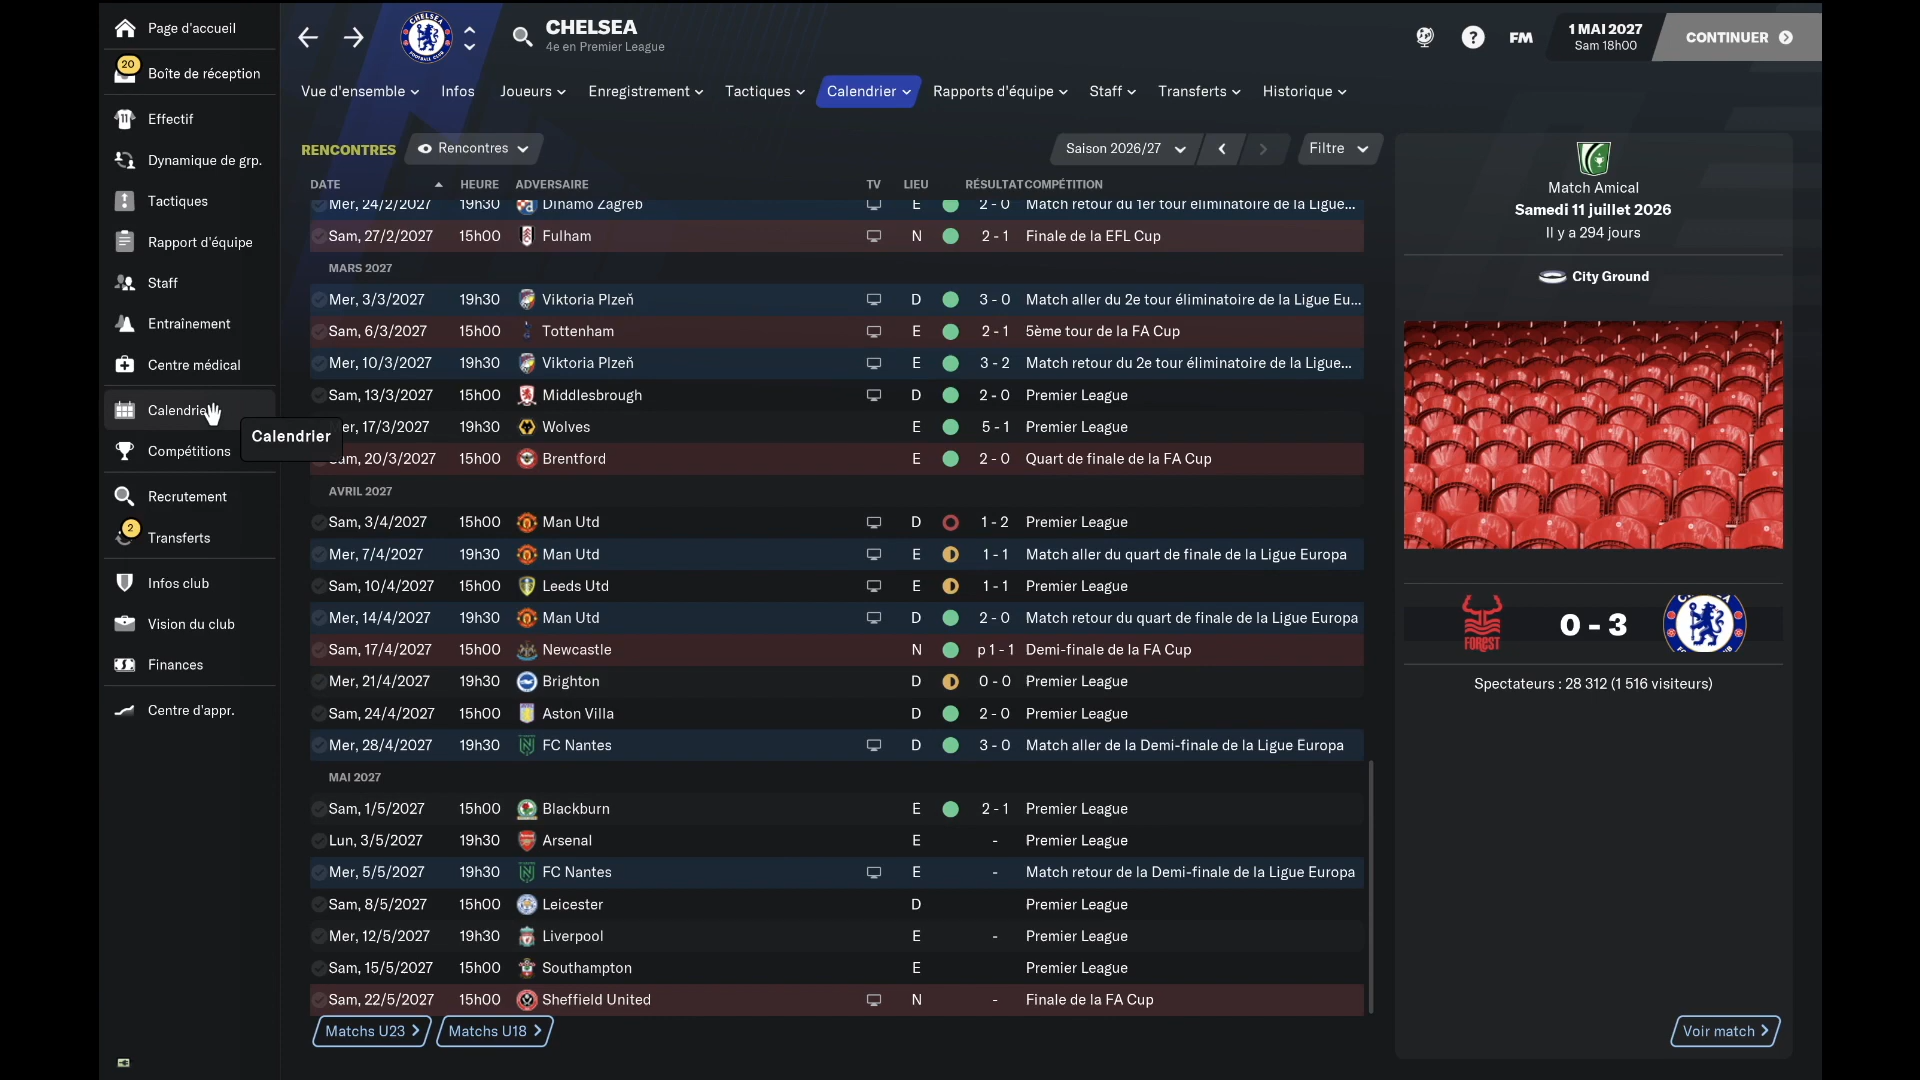 Page d'accueil
20
Boîte de réception
Effectif
Dynamique de grp.
Tactiques
Rapport d'équipe
Staff
Entraînement
Centre médical
Calendrie
Calendrier
Compétitions
Recrutement
2
Transferts
Infos club
Vision du club
Finances
Centre d'appr.
CHELSEA
4e en Premier League
FM
1 MAI 2027
Sam 18h00
CONTINUER
Vue d'ensemble Infos Joueurs Enregistrement Tactiques Calendrier Rapports d'équipe Staff Transferts Historique
RENCONTRES Rencontres Saison 2026/27 Filtre
DATE HEURE ADVERSAIRE TV LIEU RÉSULTAT COMPÉTITION
Mer, 24/2/2027 19h30 Dinamo Zagreb E 2 - 0 Match retour du 1er tour éliminatoire de la Ligue...
Sam, 27/2/2027 15h00 Fulham N 2 - 1 Finale de la EFL Cup
MARS 2027
Mer, 3/3/2027 19h30 Viktoria Plzeň D 3 - 0 Match aller du 2e tour éliminatoire de la Ligue Eu...
Sam, 6/3/2027 15h00 Tottenham E 2 - 1 5ème tour de la FA Cup
Mer, 10/3/2027 19h30 Viktoria Plzeň E 3 - 2 Match retour du 2e tour éliminatoire de la Ligue...
Sam, 13/3/2027 15h00 Middlesbrough D 2 - 0 Premier League
er, 17/3/2027 19h30 Wolves E 5 - 1 Premier League
am, 20/3/2027 15h00 Brentford E 2 - 0 Quart de finale de la FA Cup
AVRIL 2027
Sam, 3/4/2027 15h00 Man Utd D 1 - 2 Premier League
Mer, 7/4/2027 19h30 Man Utd E 1 - 1 Match aller du quart de finale de la Ligue Europa
Sam, 10/4/2027 15h00 Leeds Utd E 1 - 1 Premier League
Mer, 14/4/2027 19h30 Man Utd D 2 - 0 Match retour du quart de finale de la Ligue Europa
Sam, 17/4/2027 15h00 Newcastle N p 1 - 1 Demi-finale de la FA Cup
Mer, 21/4/2027 19h30 Brighton D 0 - 0 Premier League
Sam, 24/4/2027 15h00 Aston Villa D 2 - 0 Premier League
Mer, 28/4/2027 19h30 FC Nantes D 3 - 0 Match aller de la Demi-finale de la Ligue Europa
MAI 2027
Sam, 1/5/2027 15h00 Blackburn E 2 - 1 Premier League
Lun, 3/5/2027 19h30 Arsenal E - Premier League
Mer, 5/5/2027 19h30 FC Nantes E - Match retour de la Demi-finale de la Ligue Europa
Sam, 8/5/2027 15h00 Leicester D Premier League
Mer, 12/5/2027 19h30 Liverpool E - Premier League
Sam, 15/5/2027 15h00 Southampton E Premier League
Sam, 22/5/2027 15h00 Sheffield United N - Finale de la FA Cup
Matchs U23 Matchs U18
Match Amical
Samedi 11 juillet 2026
Il y a 294 jours
City Ground
FOREST
0 - 3
Spectateurs : 28 312 (1 516 visiteurs)
Voir match